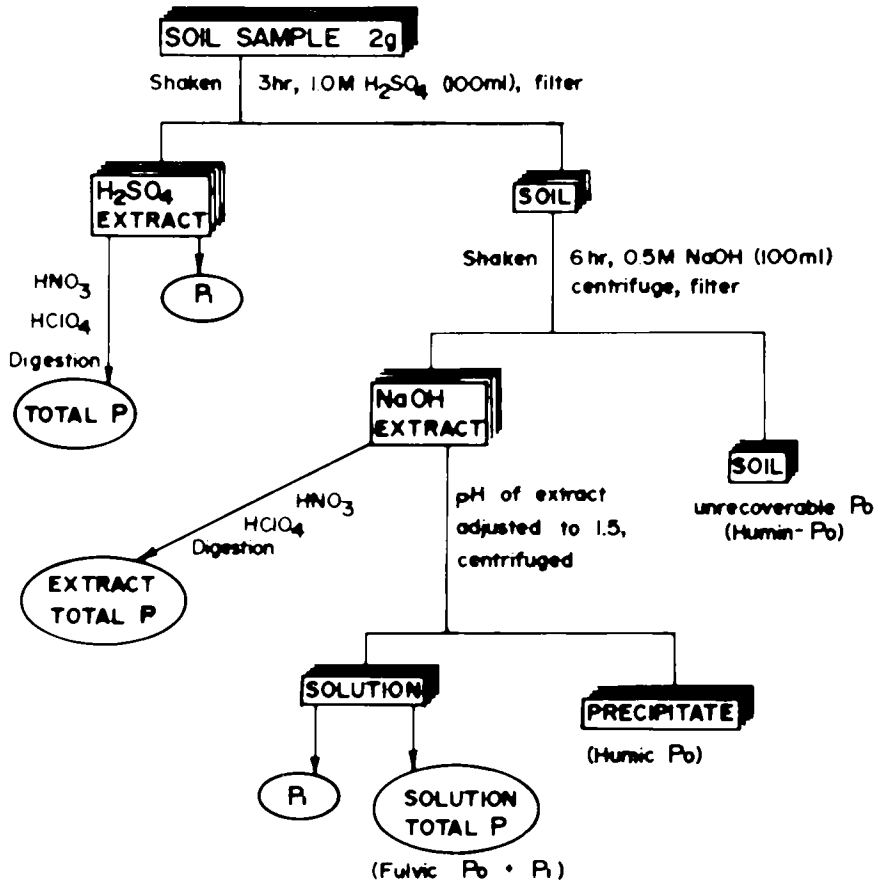 SOIL SAMPLE 2g
Shaken 3hr, 1.0M H₂SO₄ (100ml), filter
H₂SO₄
EXTRACT
SOIL
Shaken 6hr, 0.5M NaOH (100ml)
centrifuge, filter
HNO₃
HClO₄
Digestion
Pᵢ
TOTAL P
NaOH
EXTRACT
SOIL
unrecoverable Pₒ
(Humin-Pₒ)
HNO₃
HClO₄
Digestion
pH of extract
adjusted to 1.5,
centrifuged
EXTRACT
TOTAL P
SOLUTION
PRECIPITATE
(Humic Pₒ)
Pᵢ
SOLUTION
TOTAL P
(Fulvic Pₒ + Pᵢ)